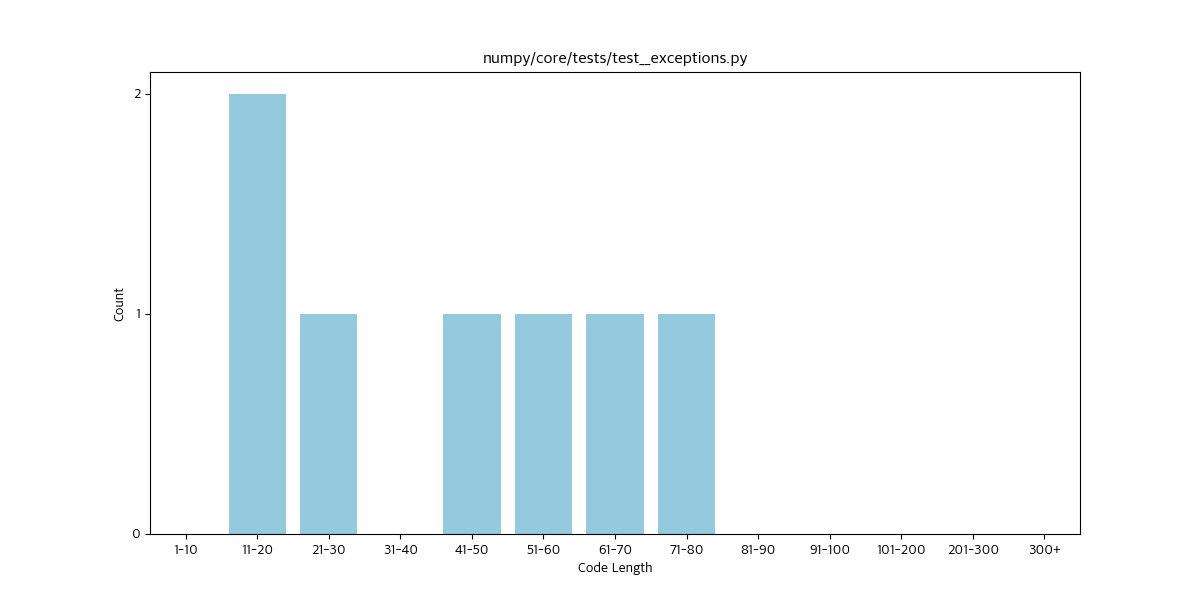 numpy/core/tests/test__exceptions.py
2
1
0
Count
1-10 11-20 21-30 31-40 41-50 51-60 61-70 71-80 81-90 91-100 101-200 201-300 300+
Code Length